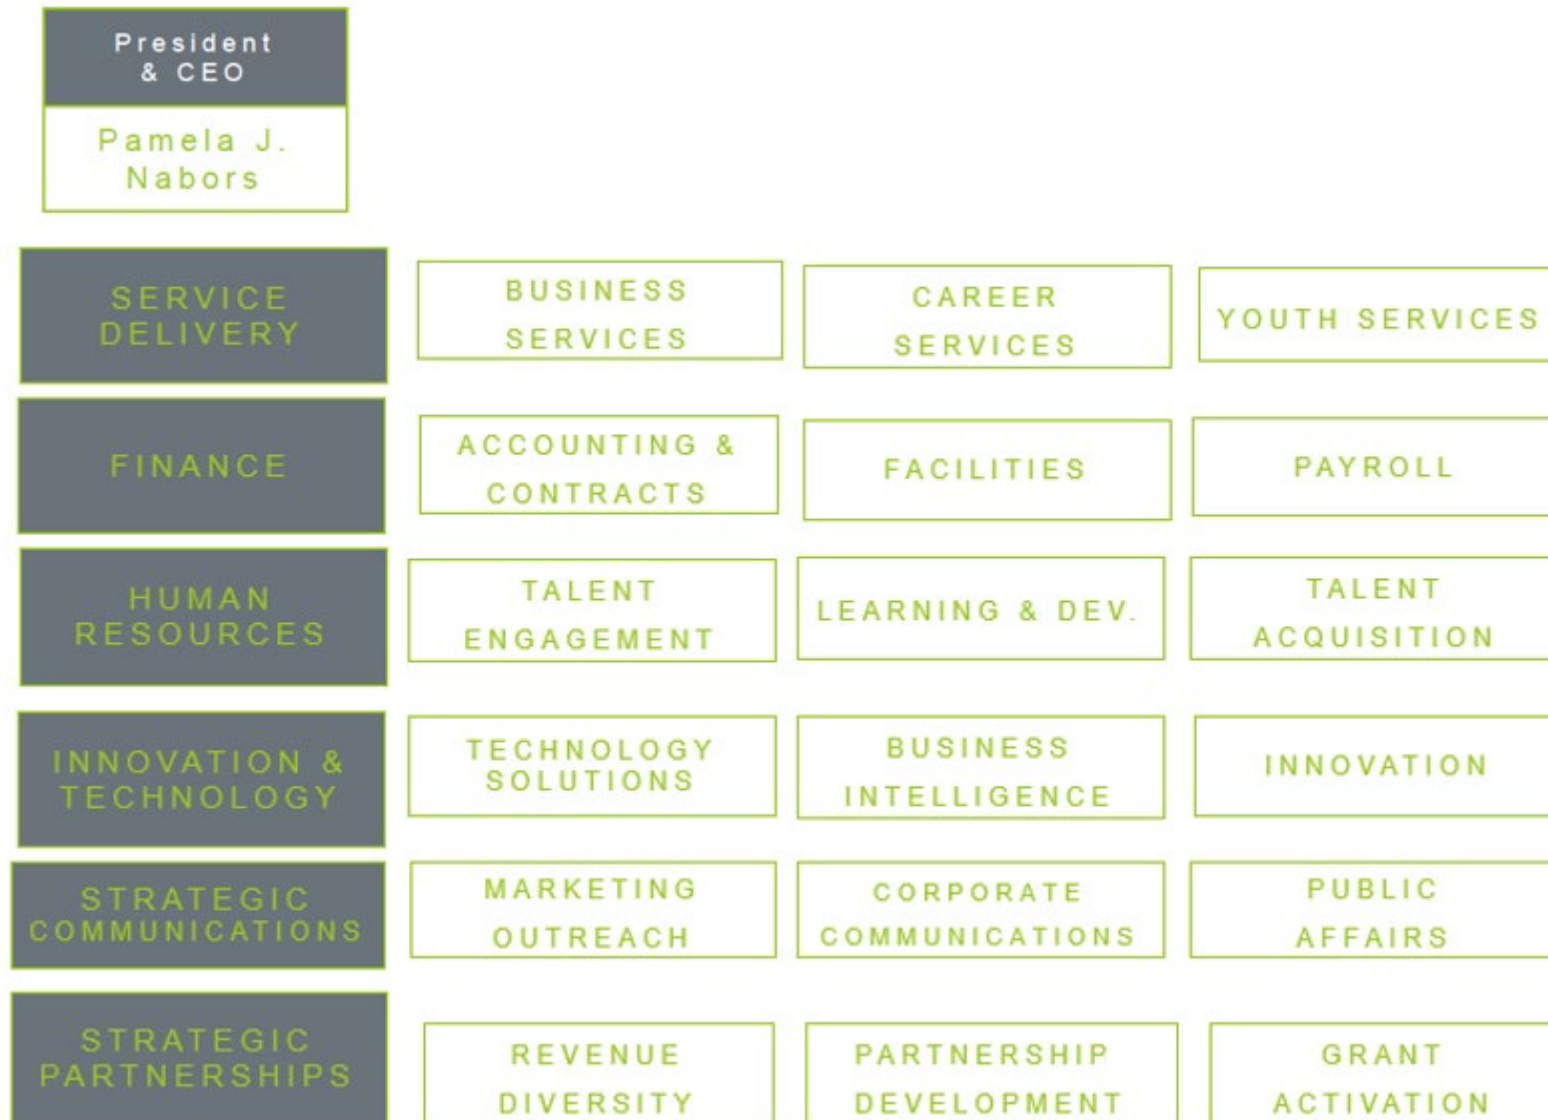 President
& CEO
Pamela J.
Nabors
SERVICE
DELIVERY
BUSINESS
SERVICES
CAREER
SERVICES
YOUTH SERVICES
FINANCE
ACCOUNTING &
CONTRACTS
FACILITIES
PAYROLL
HUMAN
RESOURCES
TALENT
ENGAGEMENT
LEARNING & DEV.
TALENT
ACQUISITION
INNOVATION &
TECHNOLOGY
TECHNOLOGY
SOLUTIONS
BUSINESS
INTELLIGENCE
INNOVATION
STRATEGIC
COMMUNICATIONS
MARKETING
OUTREACH
CORPORATE
COMMUNICATIONS
PUBLIC
AFFAIRS
STRATEGIC
PARTNERSHIPS
REVENUE
DIVERSITY
PARTNERSHIP
DEVELOPMENT
GRANT
ACTIVATION